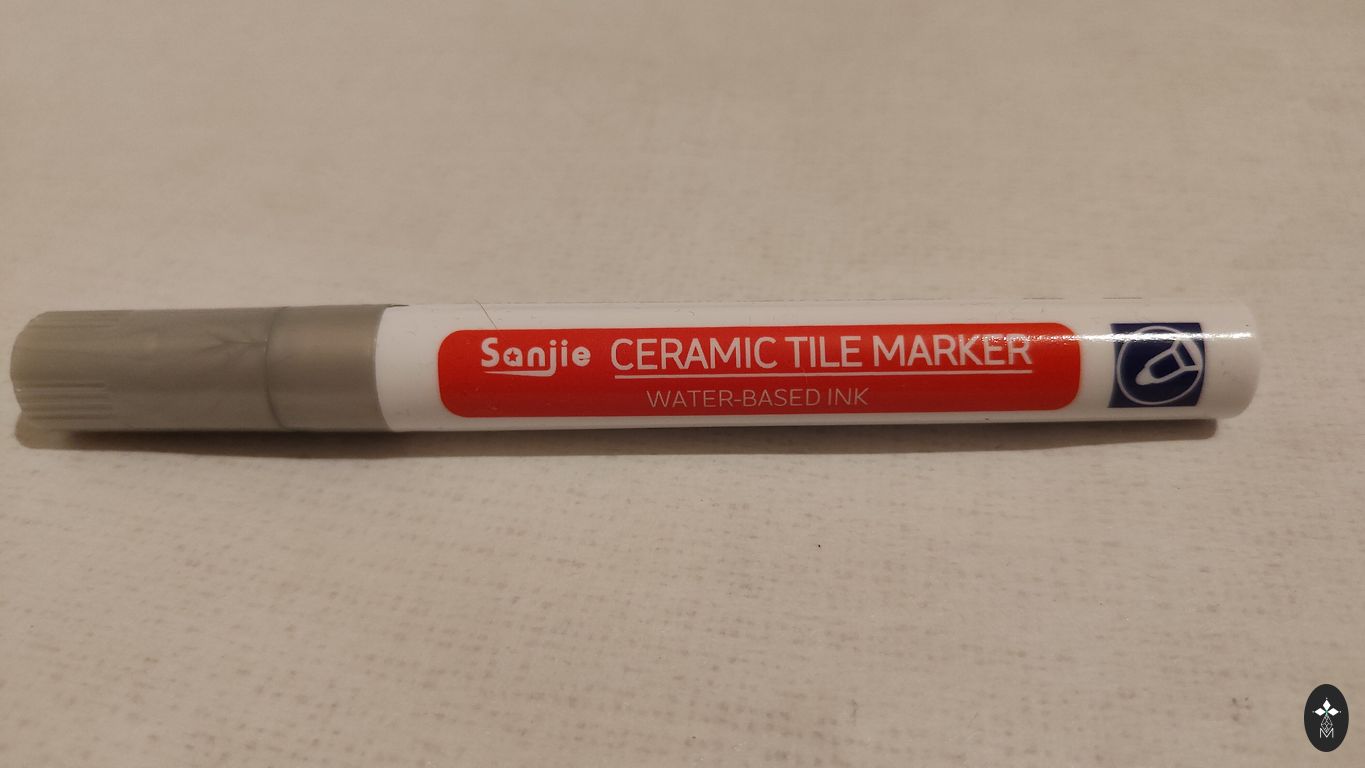 Sanjie CERAMIC TILE MARKER
WATER-BASED INK
M